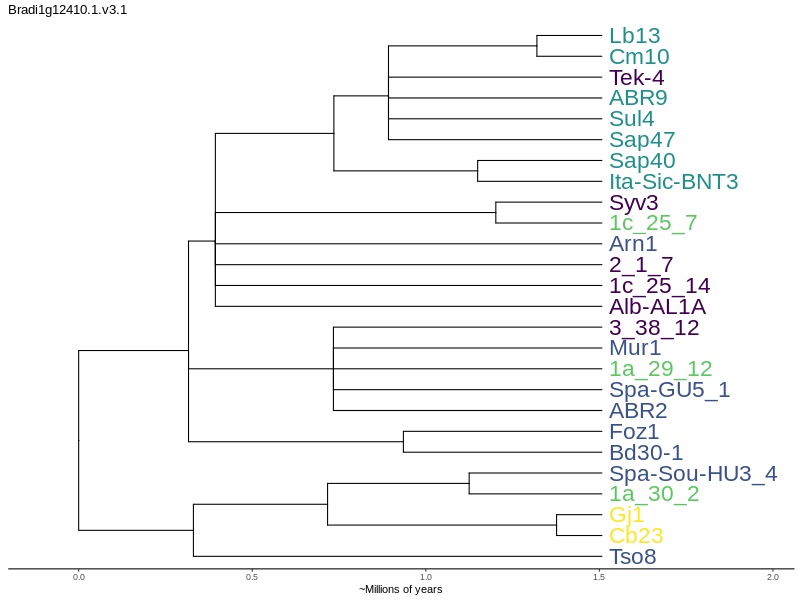 Bradi1g12410.1.v3.1
Lb13
Cm10
Tek-4
ABR9
Sul4
Sap47
Sap40
Ita-Sic-BNT3
Syv3
1c_25_7
Arn1
2_1_7
1c_25_14
Alb-AL1A
3_38_12
Mur1
1a_29_12
Spa-GU5_1
ABR2
Foz1
Bd30-1
Spa-Sou-HU3_4
1a_30_2
Gj1
Cb23
Tso8
0.0 0.5 1.0 1.5 2.0
~Millions of years